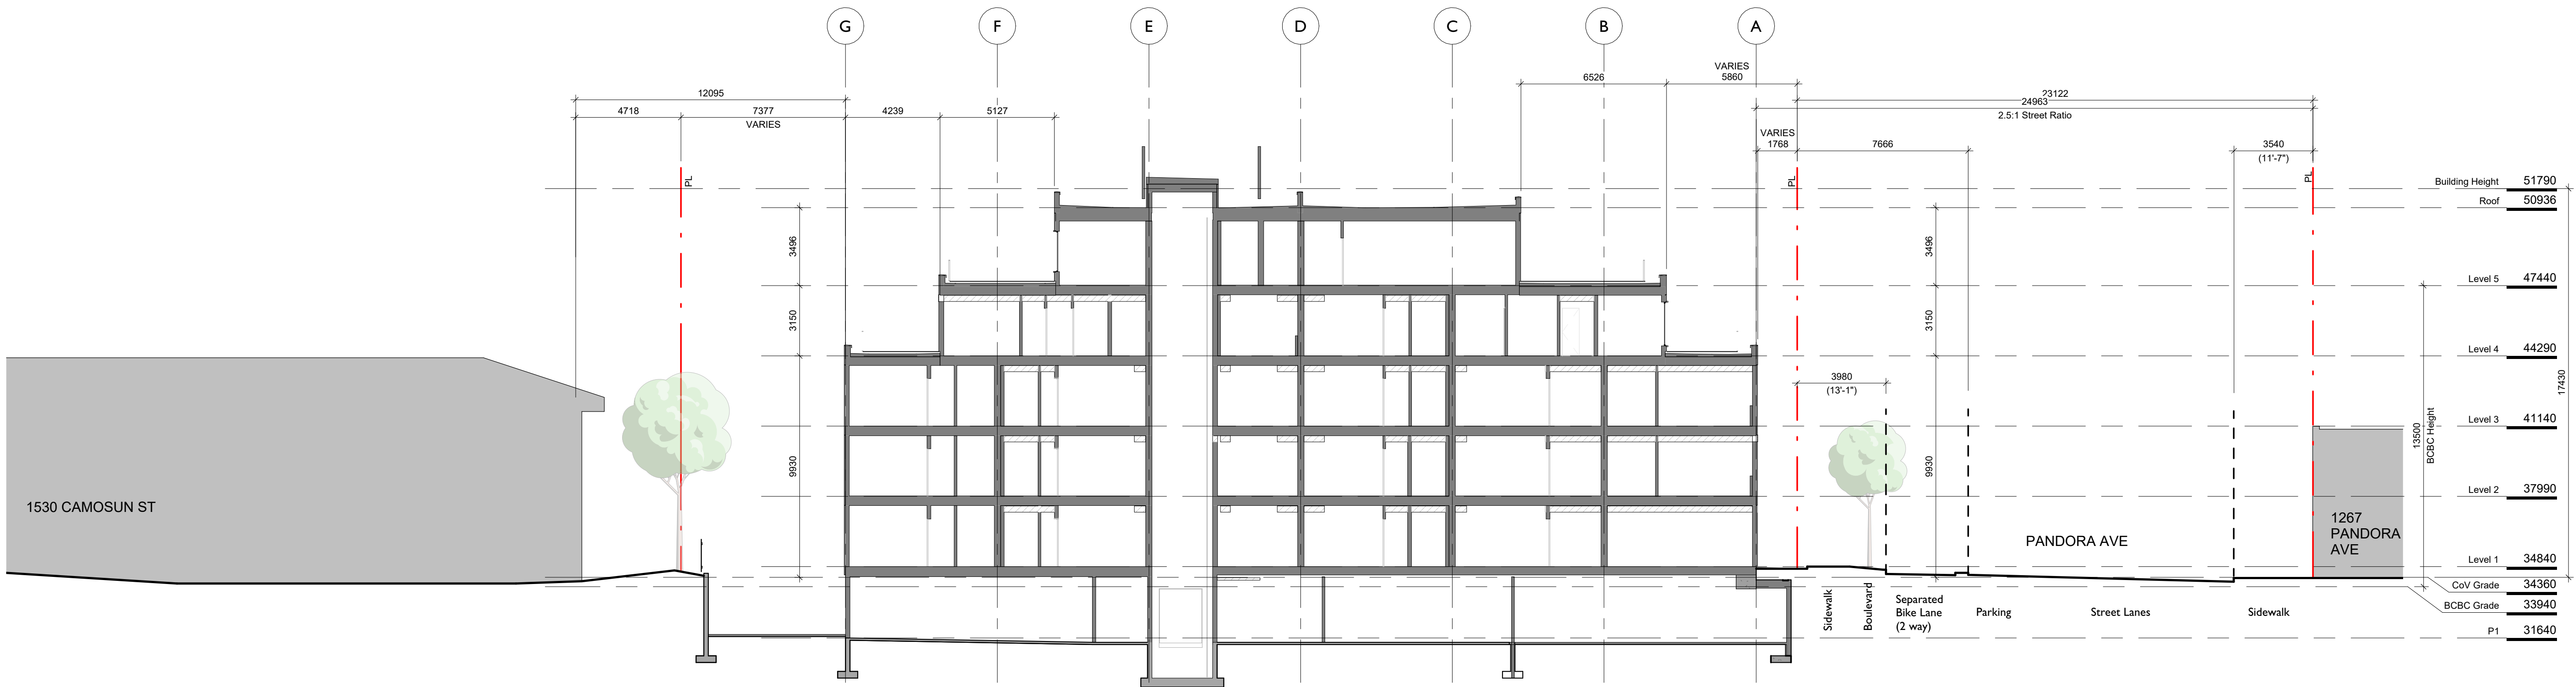 G
F
E
D
C
B
A
VARIES
6526
5860
12095
23122
24963
4718
7377
4239
5127
2.5:1 Street Ratio
VARIES
VARIES
1768
7666
3540
(11'-7")
PL
PL
PL
Building Height 51790
Roof 50936
3496
3496
Level 5 47440
3150
3150
Level 4 44290
17430
3980
(13'-1")
Level 3 41140
13500
BCBC Height
9930
9930
Level 2 37990
1530 CAMOSUN ST
1267
PANDORA
AVE
PANDORA AVE
Level 1 34840
CoV Grade 34360
BCBC Grade 33940
P1 31640
Sidewalk
Boulevard
Separated
Bike Lane
(2 way)
Parking
Street Lanes
Sidewalk